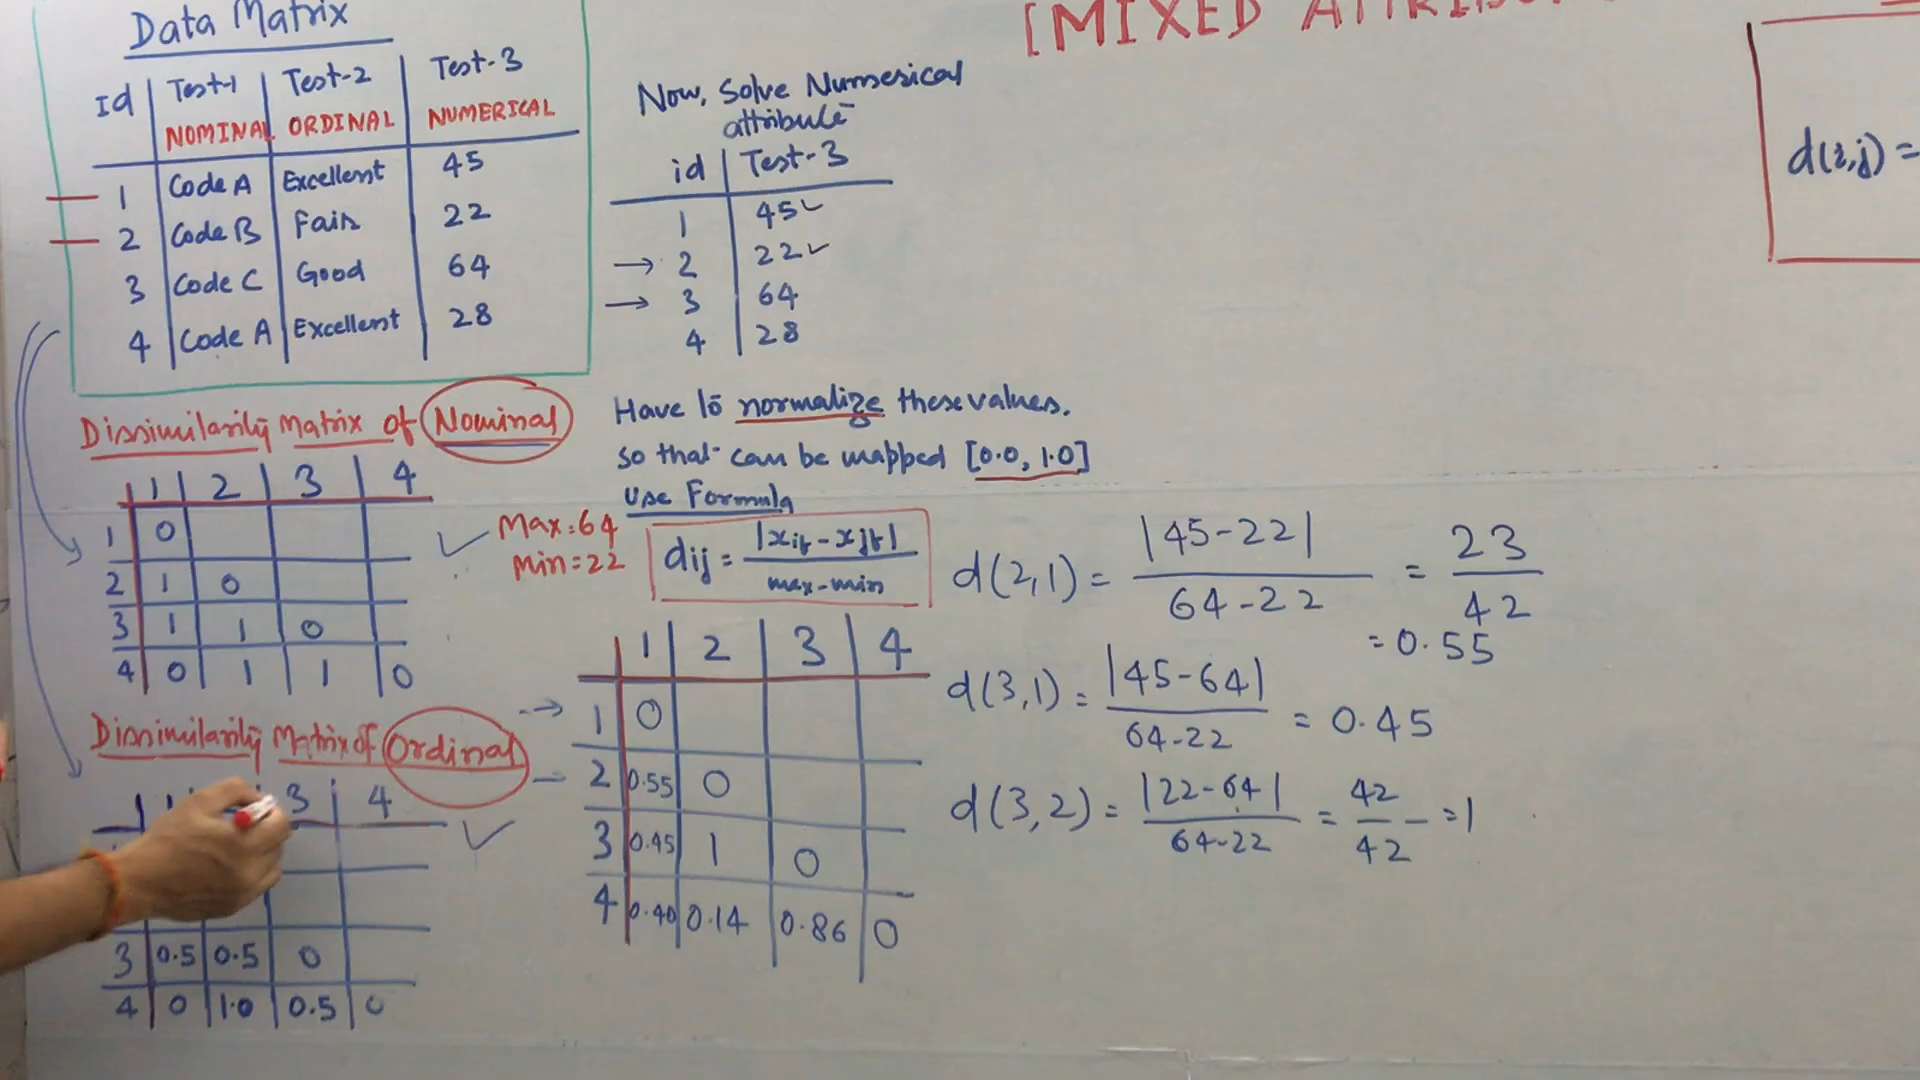 Data Matrix
Id Test-1 Test-2 Test-3
NOMINAL ORDINAL NUMERICAL
1 Code A Excellent 45
2 Code B Fair 22
3 Code C Good 64
4 Code A Excellent 28
Dissimilarity Matrix of Nominal
1 2 3 4
1 0
2 1 0
3 1 1 0
4 0 1 1 0
Dissimilarity Matrix of Ordinal
1 3 4
3 0.5 0.5 0
4 0 1.0 0.5 0
Now, Solve Numerical
attribute
id Test-3
1 45✓
→ 2 22✓
→ 3 64
4 28
Have to normalize these values.
so that can be mapped [0.0, 1.0]
Use Formula
Max=64
Min=22
dij = |xif - xjf| / max-min
1 2 3 4
1 0
2 0.55 0
3 0.45 1 0
4 0.40 0.14 0.86 0
[MIXED
d(2,1) = |45-22| / 64-22 = 23 / 42
= 0.55
d(3,1) = |45-64| / 64-22 = 0.45
d(3,2) = |22-64| / 64-22 = 42 / 42 = 1
d(i,j) =